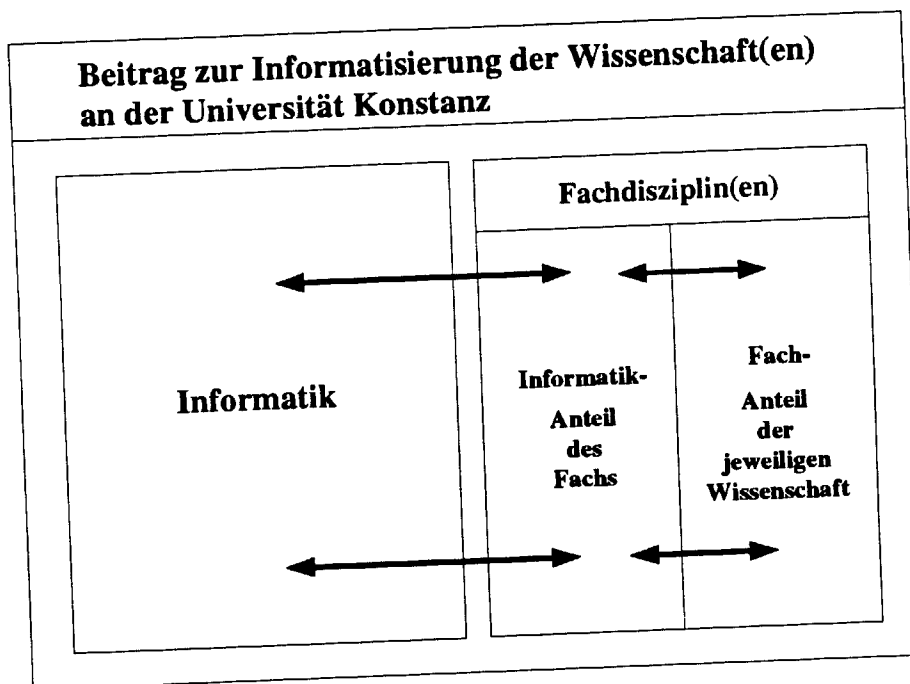 Beitrag zur Informatisierung der Wissenschaft(en)
an der Universität Konstanz
Fachdisziplin(en)
Informatik
Informatik-
Anteil
des
Fachs
Fach-
Anteil
der
jeweiligen
Wissenschaft